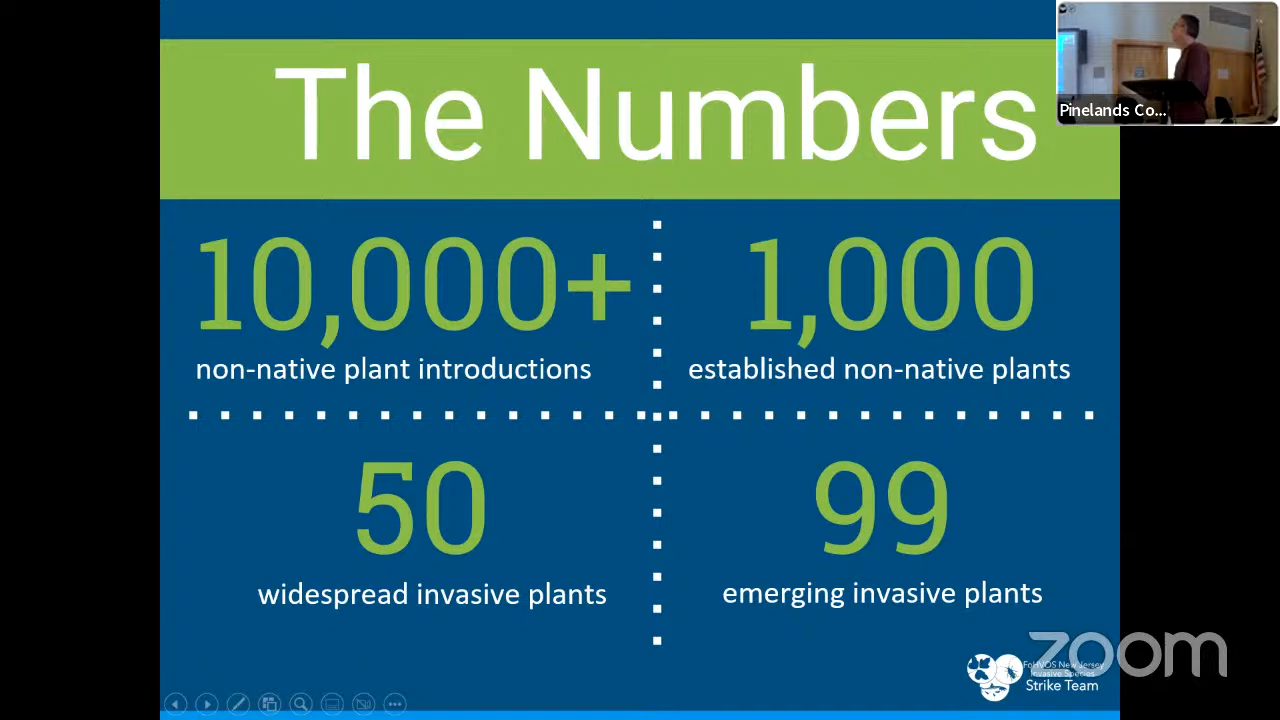 The Numbers
Pinelands Co...
10,000+
non-native plant introductions
1,000
established non-native plants
50
widespread invasive plants
99
emerging invasive plants
zoom
FoHVOS New Jersey
Invasive Species
Strike Team